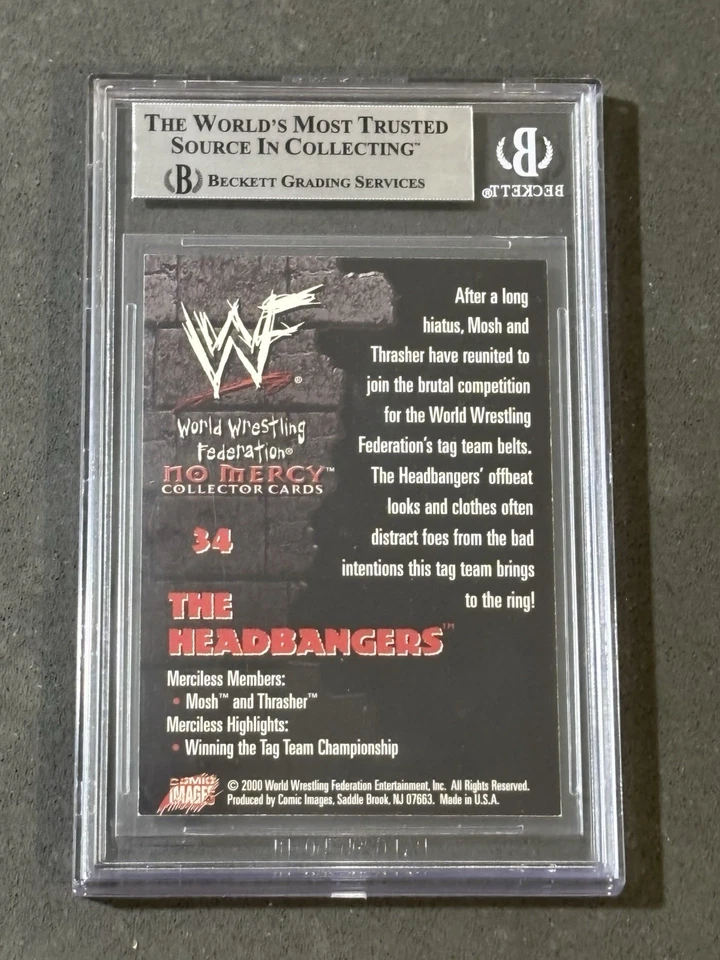 THE WORLD'S MOST TRUSTED
SOURCE IN COLLECTING™
B BECKETT GRADING SERVICES
B
BECKETT®
WF®
World Wrestling
Federation®
NO MERCY™
COLLECTOR CARDS
34
After a long
hiatus, Mosh and
Thrasher have reunited to
join the brutal competition
for the World Wrestling
Federation's tag team belts.
The Headbangers' offbeat
looks and clothes often
distract foes from the bad
intentions this tag team brings
to the ring!
THE
HEADBANGERS™
Merciless Members:
• Mosh™ and Thrasher™
Merciless Highlights:
• Winning the Tag Team Championship
COMIC
IMAGES
© 2000 World Wrestling Federation Entertainment, Inc. All Rights Reserved.
Produced by Comic Images, Saddle Brook, NJ 07663. Made in U.S.A.